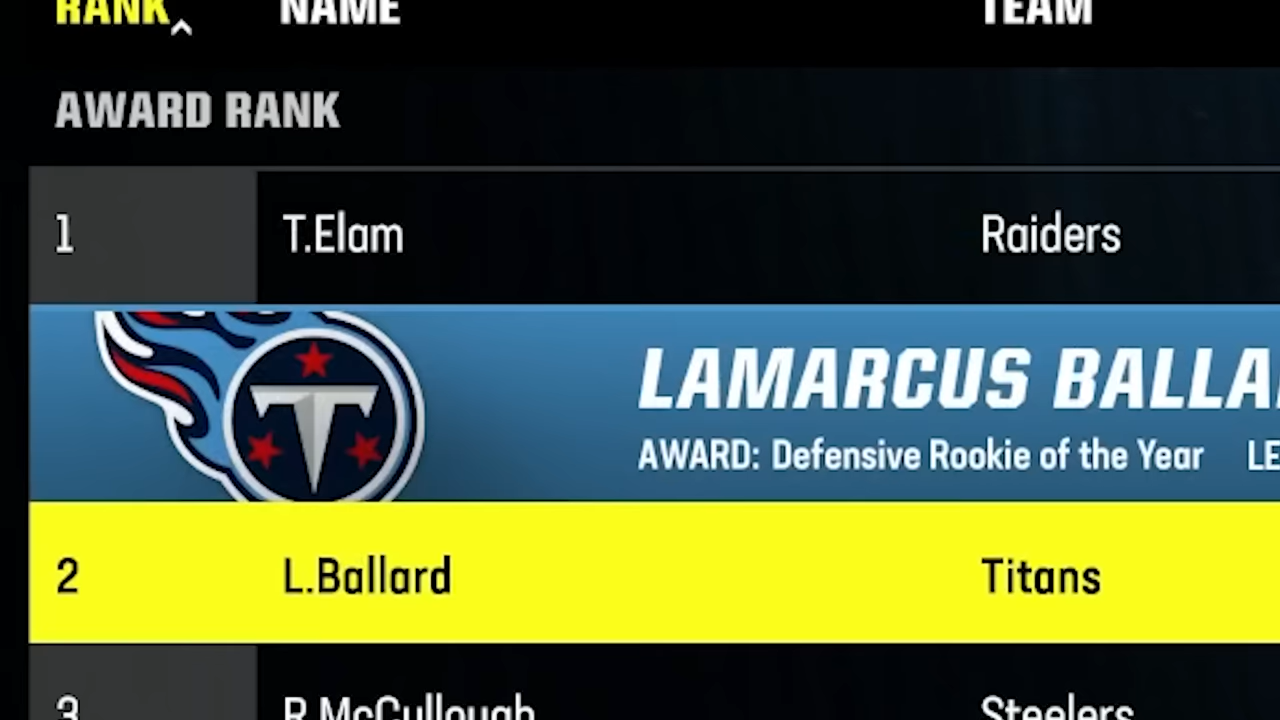 RANK NAME TEAM
AWARD RANK
1 T.Elam Raiders
T
LAMARCUS BALLA
AWARD: Defensive Rookie of the Year LE
2 L.Ballard Titans
3 R.McCullough Steelers